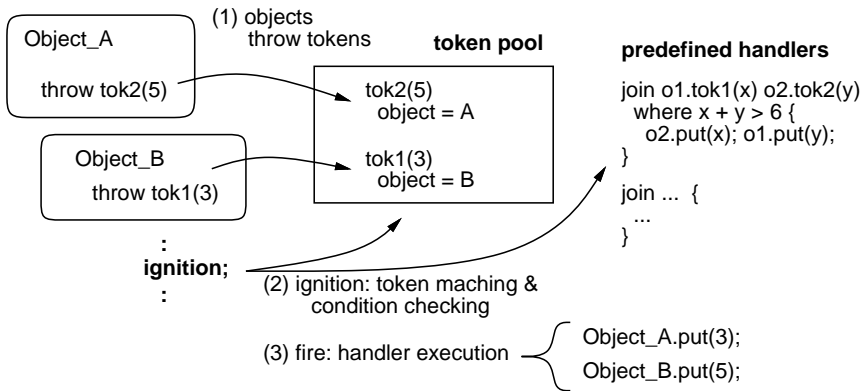 (1) objects
throw tokens
Object_A
throw tok2(5)
Object_B
throw tok1(3)
:
ignition;
:
token pool
tok2(5)
object = A
tok1(3)
object = B
predefined handlers
join o1.tok1(x) o2.tok2(y)
where x + y > 6 {
o2.put(x); o1.put(y);
}
join ... {
...
}
(2) ignition: token maching &
condition checking
(3) fire: handler execution
Object_A.put(3);
Object_B.put(5);